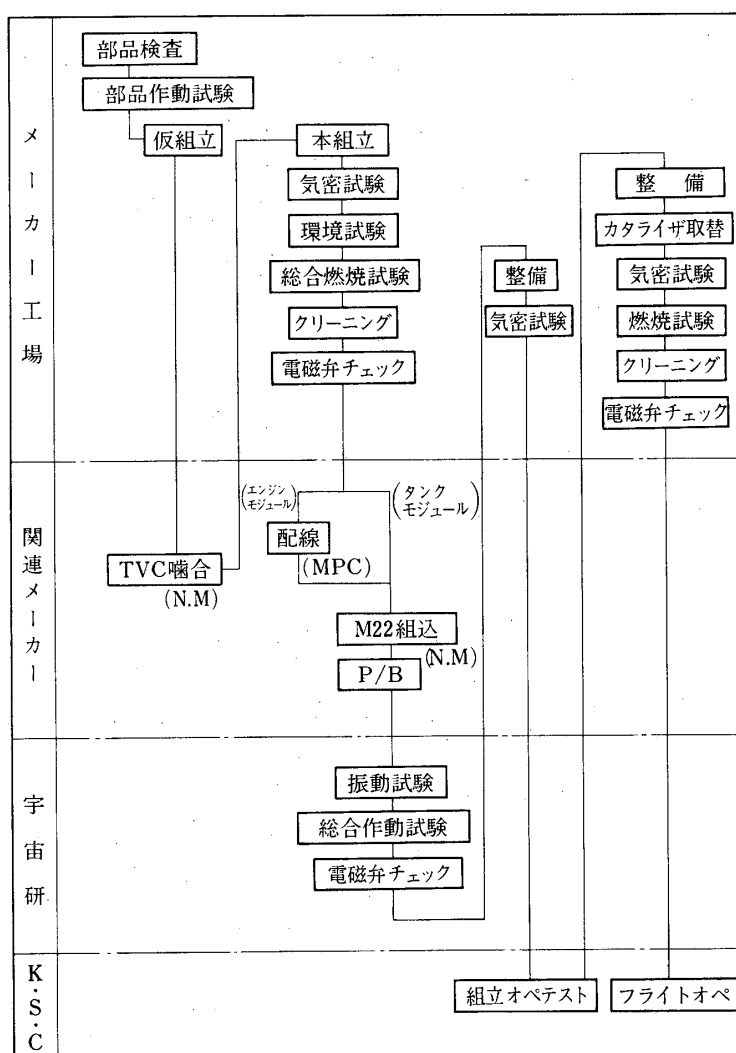 メーカー工場
部品検査
部品作動試験
仮組立
本組立
気密試験
環境試験
総合燃焼試験
クリーニング
電磁弁チェック
整備
気密試験
整　備
カタライザ取替
気密試験
燃焼試験
クリーニング
電磁弁チェック
関連メーカー
TVC噛合
(N.M)
(エンジン
モジュール)
(タンク
モジュール)
配線
(MPC)
M22組込
(N.M)
P/B
宇宙研
振動試験
総合作動試験
電磁弁チェック
K・S・C
組立オペテスト
フライトオペ